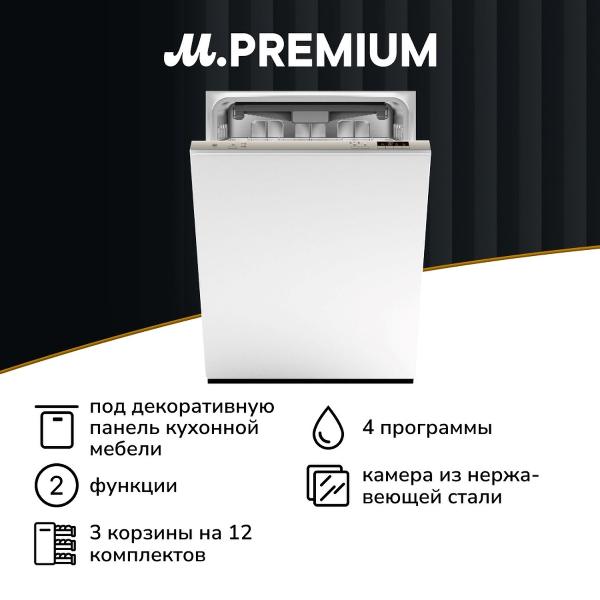 м.PREMIUM
под декоративную
панель кухонной
мебели
2
функции
3 корзины на 12
комплектов
4 программы
камера из нержа-
веющей стали